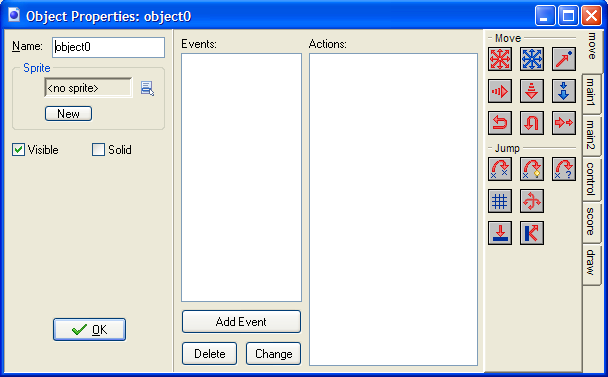 Object Properties: object0
Name: object0
Sprite
<no sprite>
New
Visible Solid
OK
Events:
Add Event
Delete Change
Actions:
Move
Jump
move
main1
main2
control
score
draw